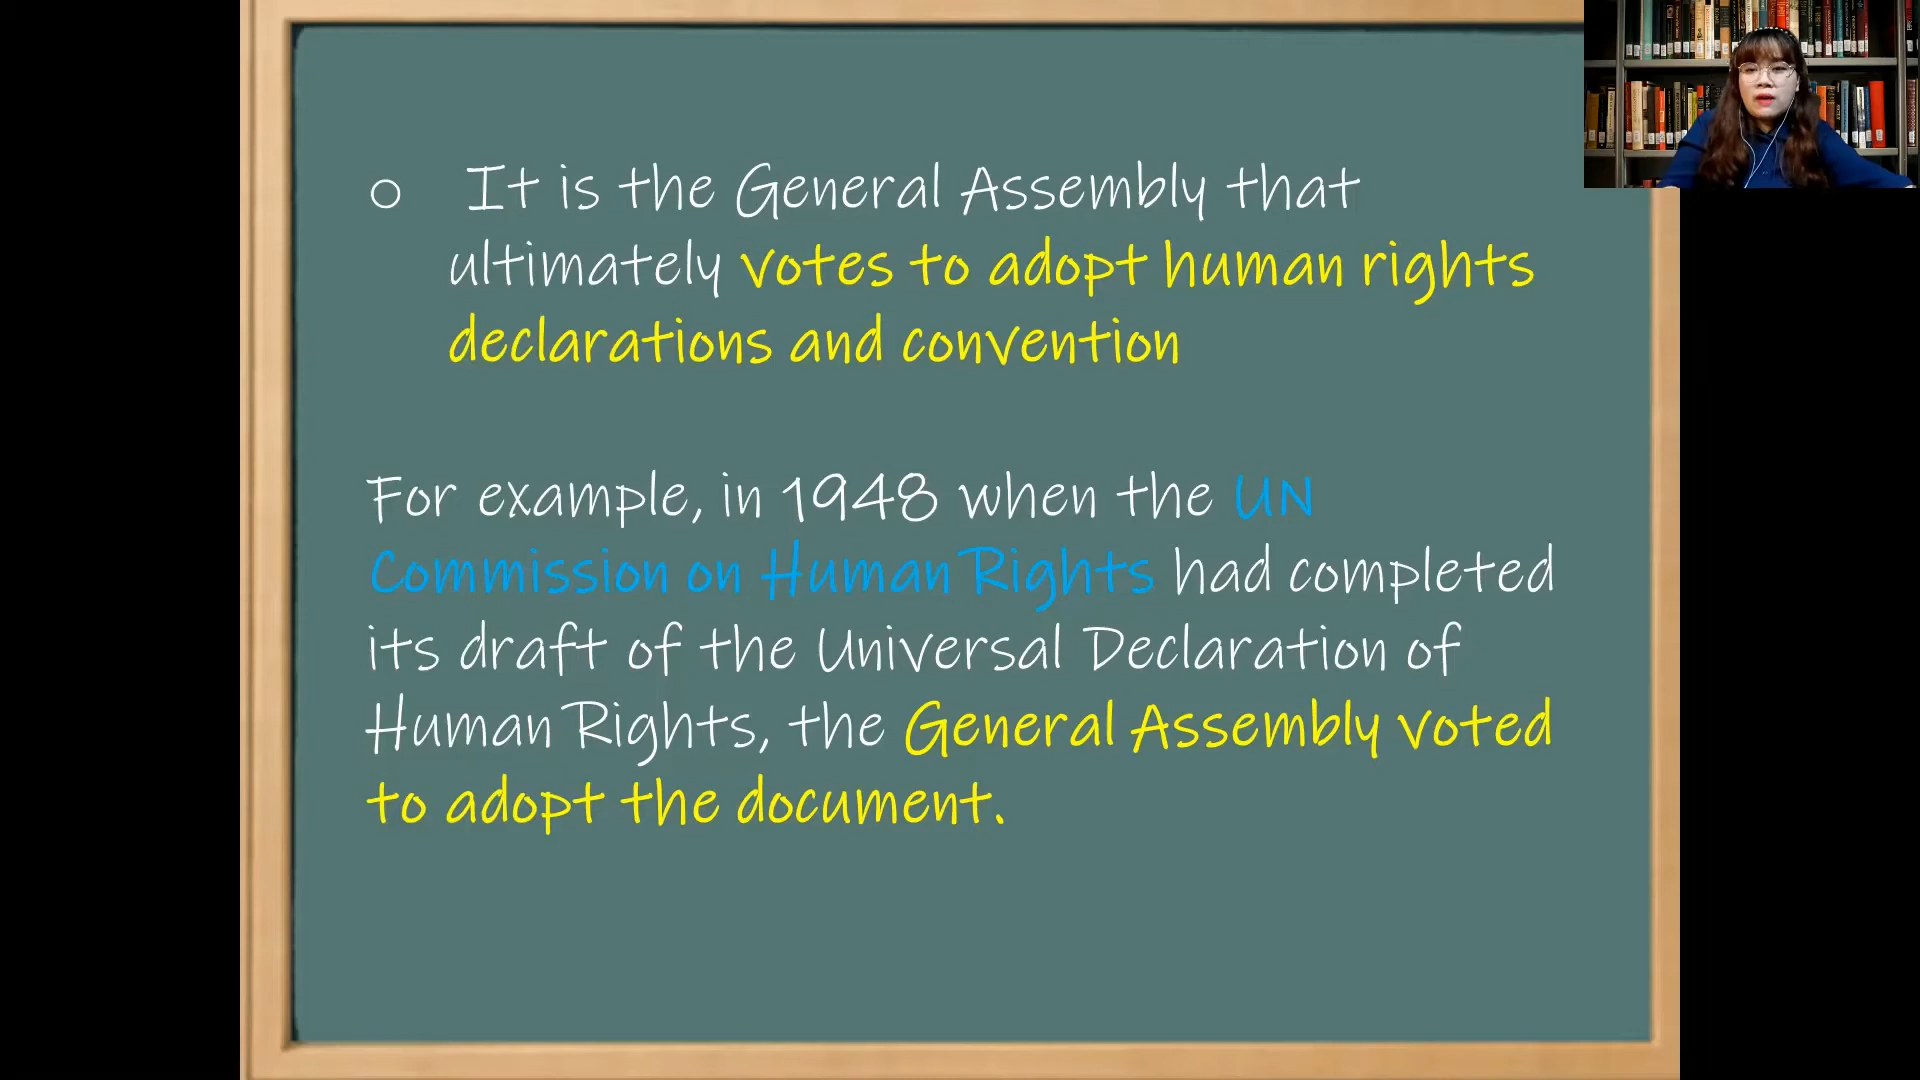 ○ It is the General Assembly that
ultimately votes to adopt human rights
declarations and convention
For example, in 1948 when the UN
Commission on Human Rights had completed
its draft of the Universal Declaration of
Human Rights, the General Assembly voted
to adopt the document.